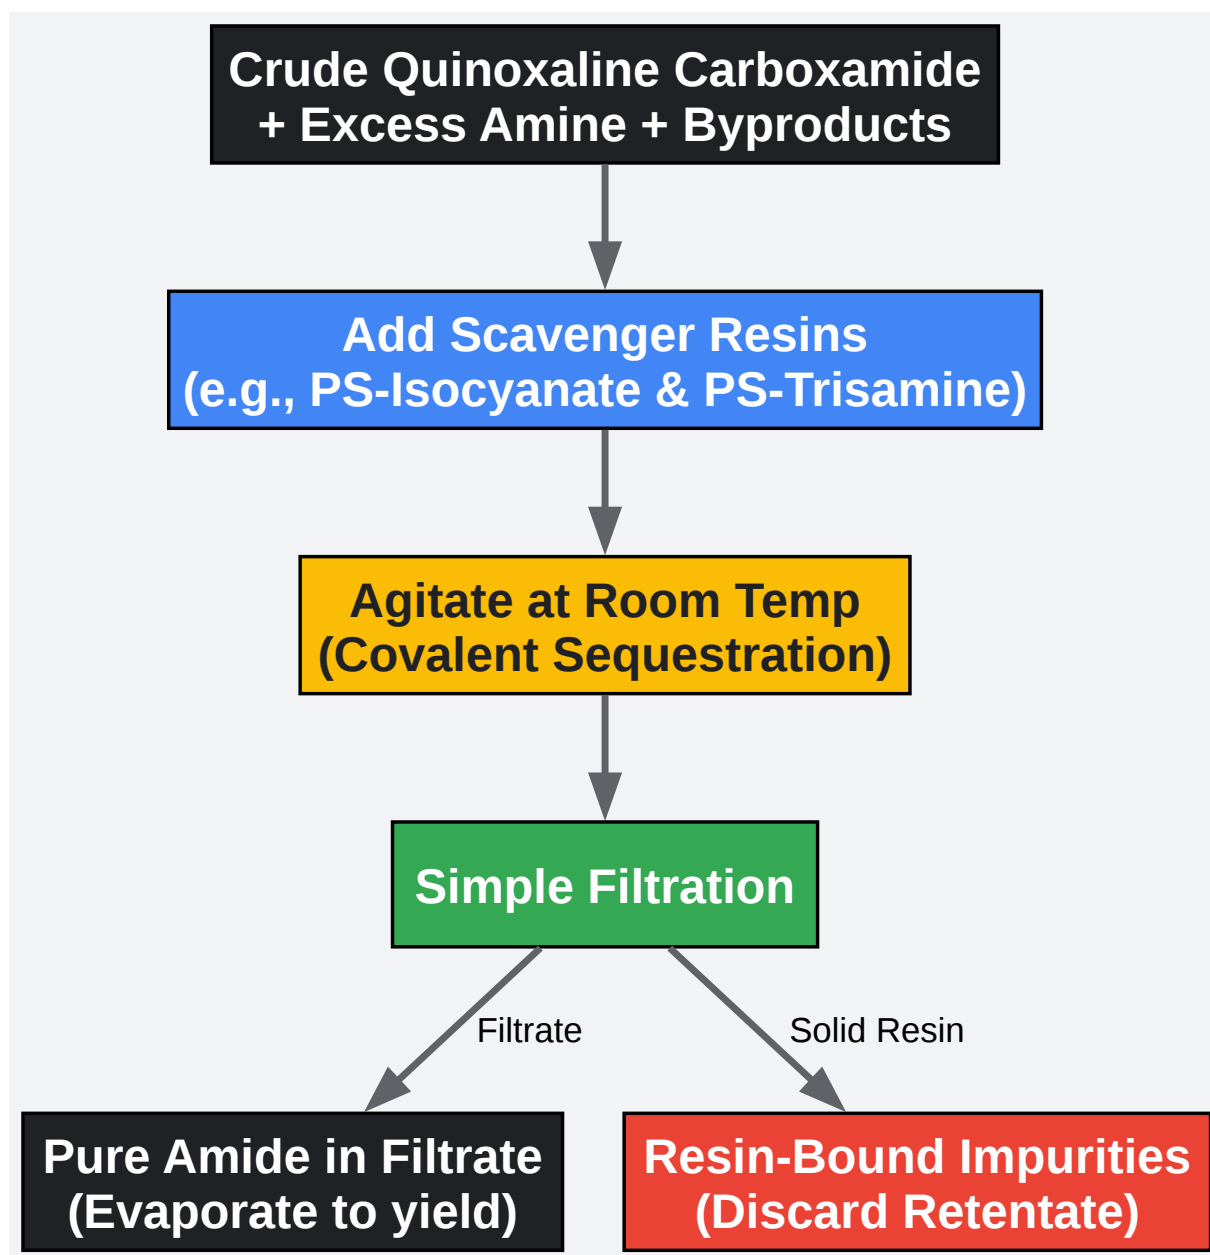 Crude Quinoxaline Carboxamide
+ Excess Amine + Byproducts
Add Scavenger Resins
(e.g., PS-Isocyanate & PS-Trisamine)
Agitate at Room Temp
(Covalent Sequestration)
Simple Filtration
Filtrate
Solid Resin
Pure Amide in Filtrate
(Evaporate to yield)
Resin-Bound Impurities
(Discard Retentate)